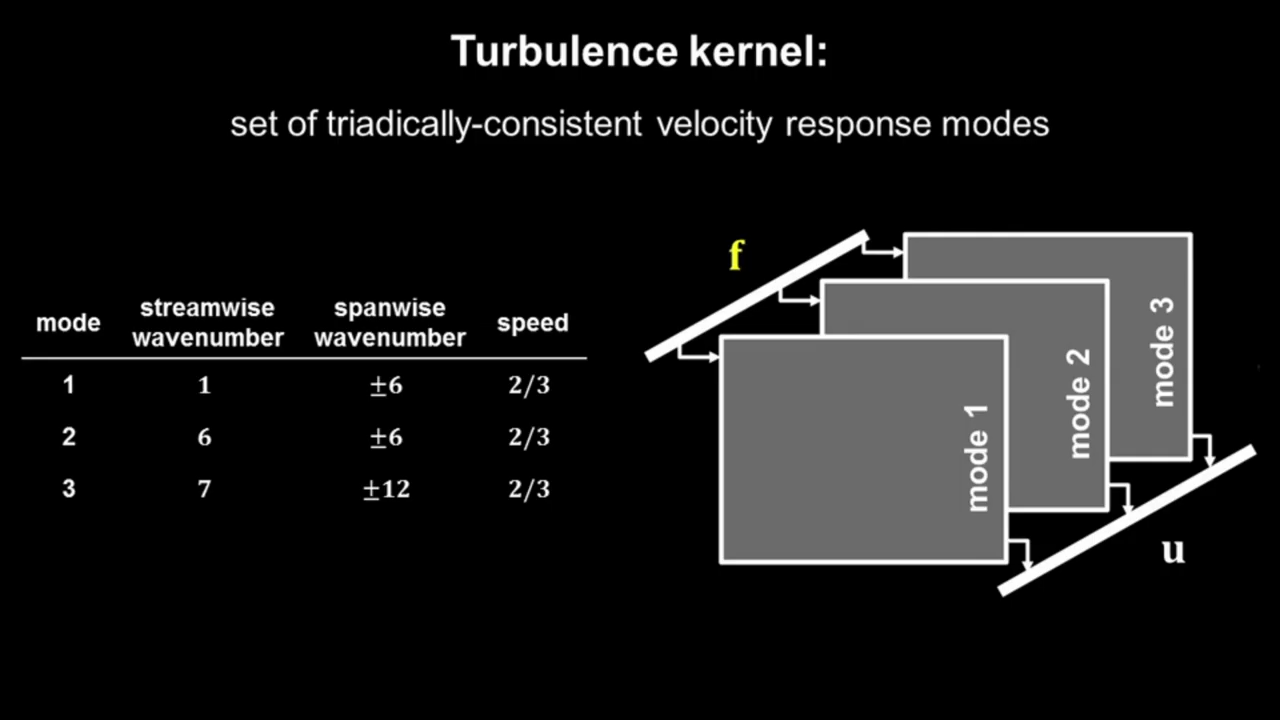 Turbulence kernel:
set of triadically-consistent velocity response modes
mode streamwise wavenumber spanwise wavenumber speed
1 1 ±6 2/3
2 6 ±6 2/3
3 7 ±12 2/3
f
mode 1
mode 2
mode 3
u